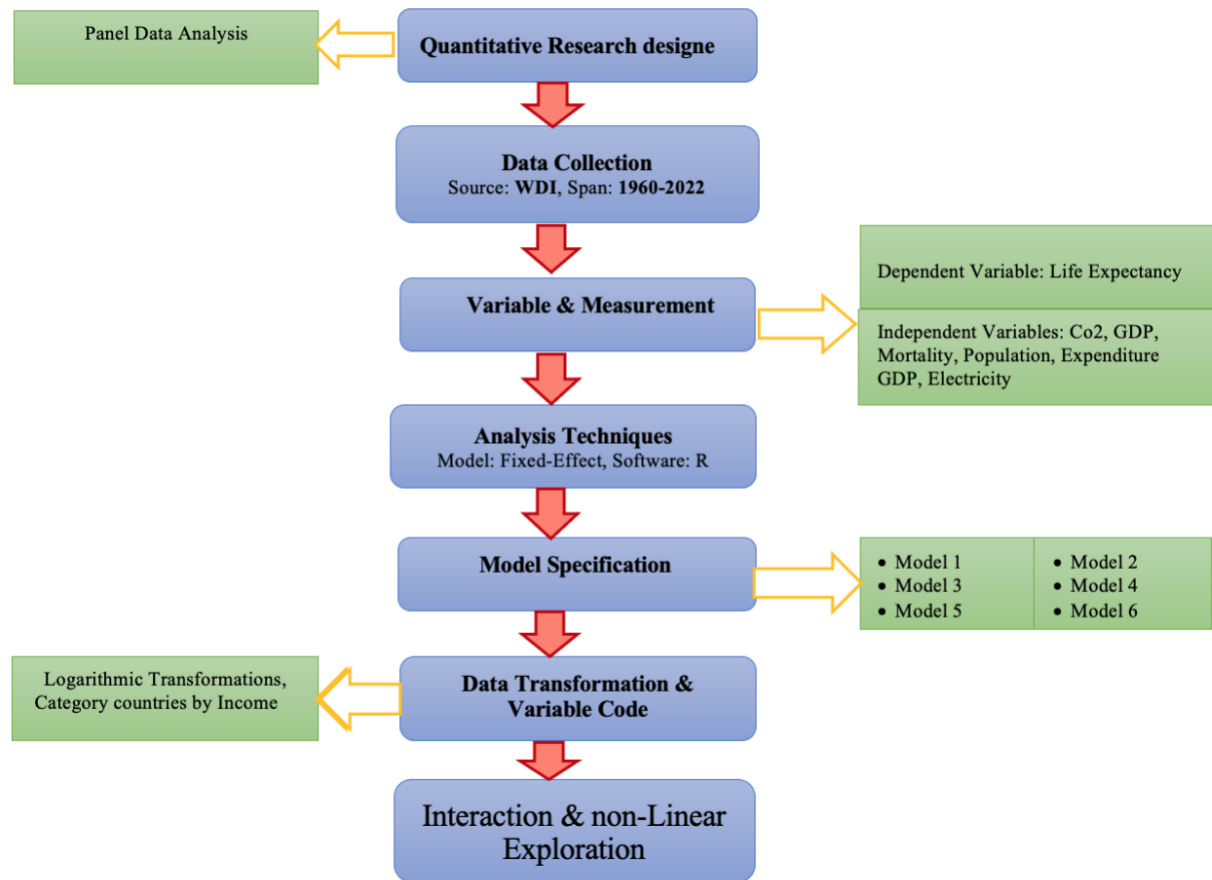 Panel Data Analysis
Quantitative Research designe
Data Collection
Source: WDI, Span: 1960-2022
Variable & Measurement
Dependent Variable: Life Expectancy
Independent Variables: Co2, GDP,
Mortality, Population, Expenditure
GDP, Electricity
Analysis Techniques
Model: Fixed-Effect, Software: R
Model Specification
• Model 1
• Model 3
• Model 5
• Model 2
• Model 4
• Model 6
Logarithmic Transformations,
Category countries by Income
Data Transformation &
Variable Code
Interaction & non-Linear
Exploration